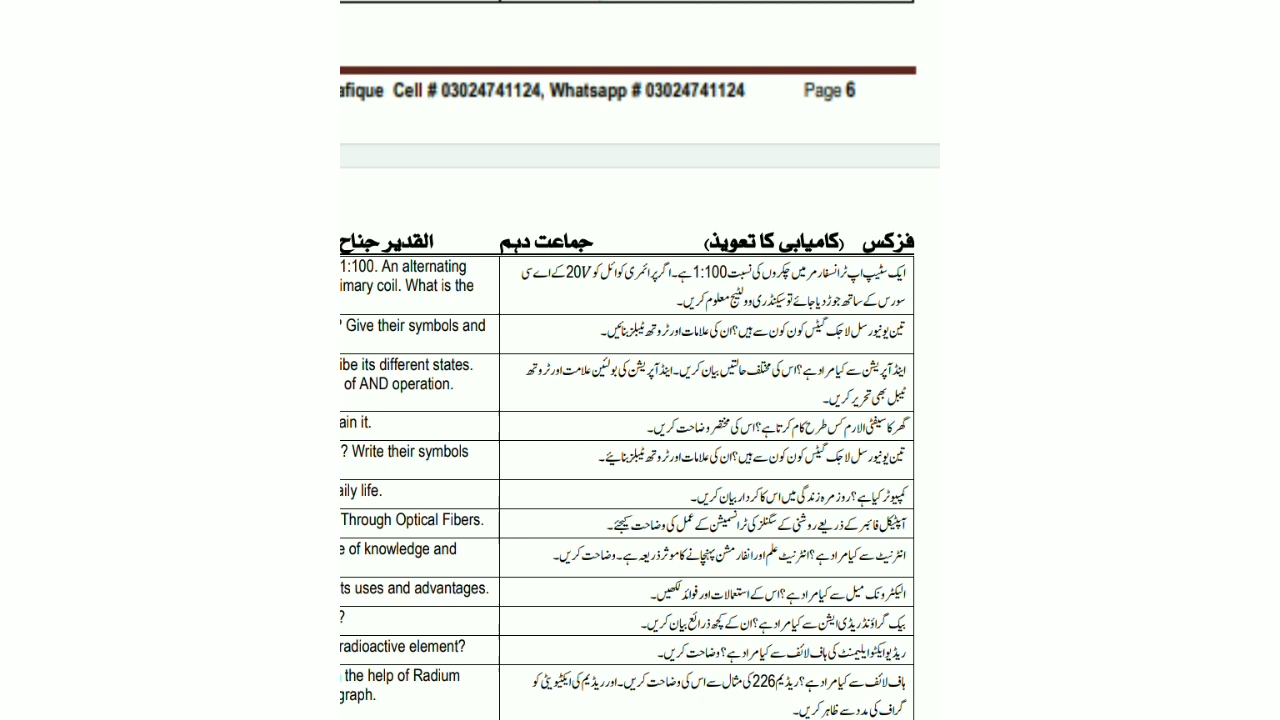 afique Cell # 03024741124, Whatsapp # 03024741124 Page 6
فزکس (کامیابی کا تعویذ) جماعت دہم القدیر جناح
1:100. An alternating
imary coil. What is the
ایک سٹیپ اپ ٹرانسفارمر میں چکروں کی نسبت 1:100 ہے۔ اگر پرائمری کوائل کو 20V کے اے سی
سورس کے ساتھ جوڑ دیا جائے تو سیکنڈری وولٹیج معلوم کریں۔
? Give their symbols and
تین یونیورسل لاجک گیٹس کون کون سے ہیں؟ ان کی علامات اور ٹروتھ ٹیبلز بنائیں۔
ibe its different states.
of AND operation.
اینڈ آپریشن سے کیا مراد ہے؟ اس کی مختلف حالتیں بیان کریں۔ اینڈ آپریشن کی بولئین علامت اور ٹروتھ
ٹیبل بھی تحریر کریں۔
ain it.
گھر کا سیفٹی الارم کس طرح کام کرتا ہے؟ اس کی مختصر وضاحت کریں۔
? Write their symbols
تین یونیورسل لاجک گیٹس کون کون سے ہیں؟ ان کی علامات اور ٹروتھ ٹیبلز بنائیے۔
aily life.
کمپیوٹر کیا ہے؟ روزمرہ زندگی میں اس کا کردار بیان کریں۔
Through Optical Fibers.
آپٹیکل فائبر کے ذریعے روشنی کے سگنلز کی ٹرانسمیشن کے عمل کی وضاحت کیجئے۔
e of knowledge and
انٹرنیٹ سے کیا مراد ہے؟ انٹرنیٹ علم اور انفارمشن پہنچانے کا موثر ذریعہ ہے۔ وضاحت کریں۔
ts uses and advantages.
الیکٹرونک میل سے کیا مراد ہے؟ اس کے استعمالات اور فوائد لکھیں۔
?
بیک گراؤنڈ ریڈی ایشن سے کیا مراد ہے؟ ان کے کچھ ذرائع بیان کریں۔
radioactive element?
ریڈیو ایکٹو ایلیمنٹ کی ہاف لائف سے کیا مراد ہے؟ وضاحت کریں۔
the help of Radium
graph.
ہاف لائف سے کیا مراد ہے؟ ریڈیم 226 کی مثال سے اس کی وضاحت کریں۔ اور ریڈیم کی ایکٹیویٹی کو
گراف کی مدد سے ظاہر کریں۔